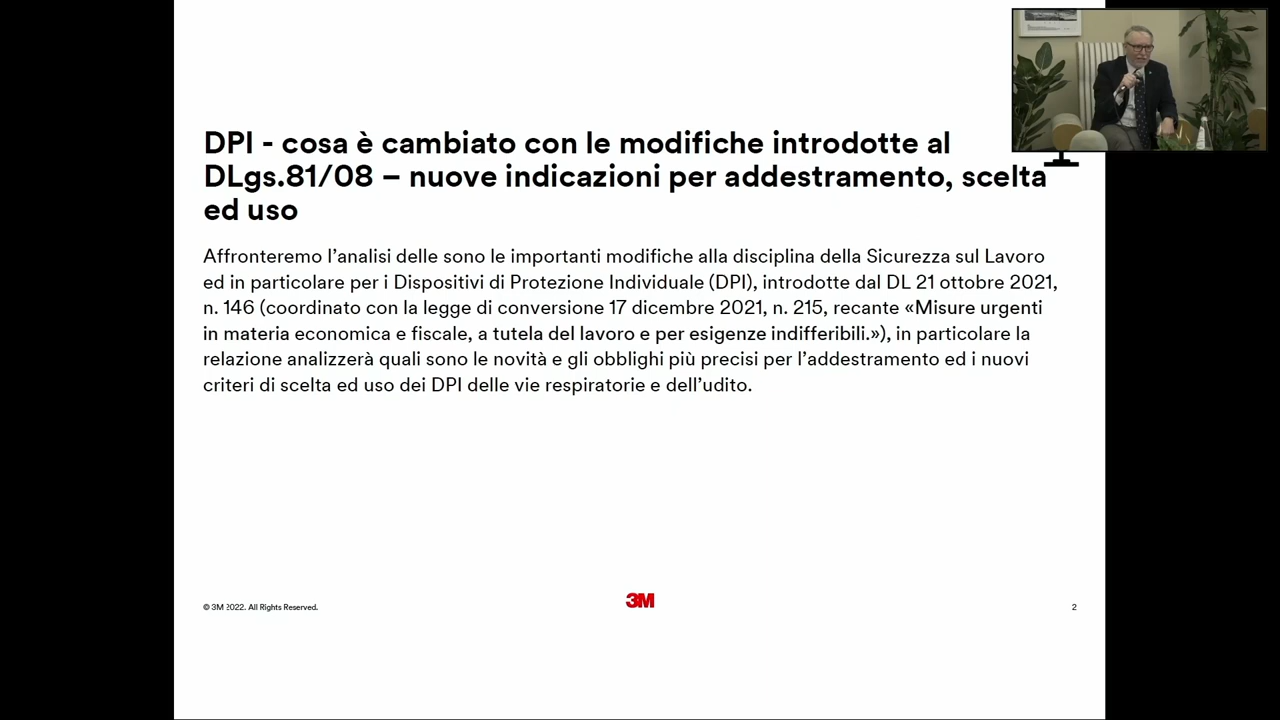 DPI - cosa è cambiato con le modifiche introdotte al
DLgs.81/08 – nuove indicazioni per addestramento, scelta
ed uso
Affronteremo l’analisi delle sono le importanti modifiche alla disciplina della Sicurezza sul Lavoro
ed in particolare per i Dispositivi di Protezione Individuale (DPI), introdotte dal DL 21 ottobre 2021,
n. 146 (coordinato con la legge di conversione 17 dicembre 2021, n. 215, recante «Misure urgenti
in materia economica e fiscale, a tutela del lavoro e per esigenze indifferibili.»), in particolare la
relazione analizzerà quali sono le novità e gli obblighi più precisi per l’addestramento ed i nuovi
criteri di scelta ed uso dei DPI delle vie respiratorie e dell’udito.
© 3M 2022. All Rights Reserved.
3M
2